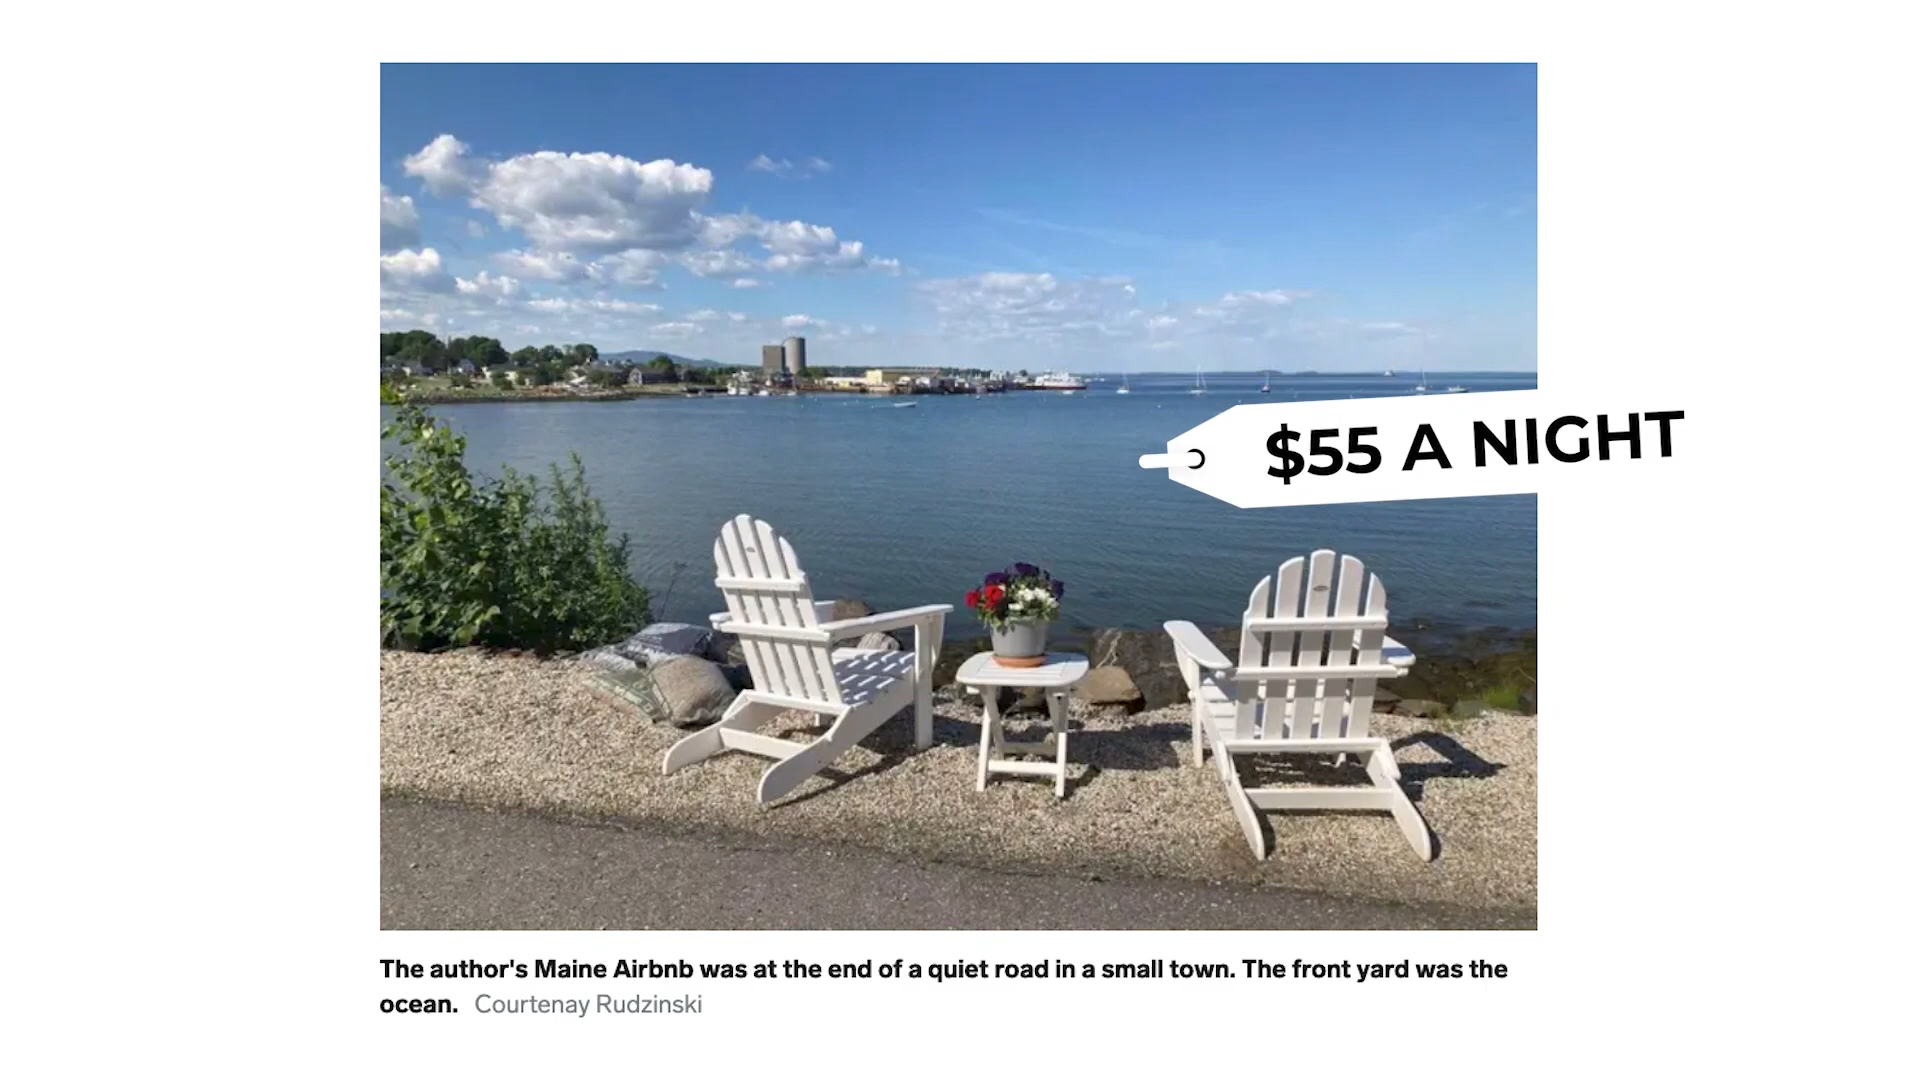 $55 A NIGHT
The author's Maine Airbnb was at the end of a quiet road in a small town. The front yard was the
ocean. Courtenay Rudzinski